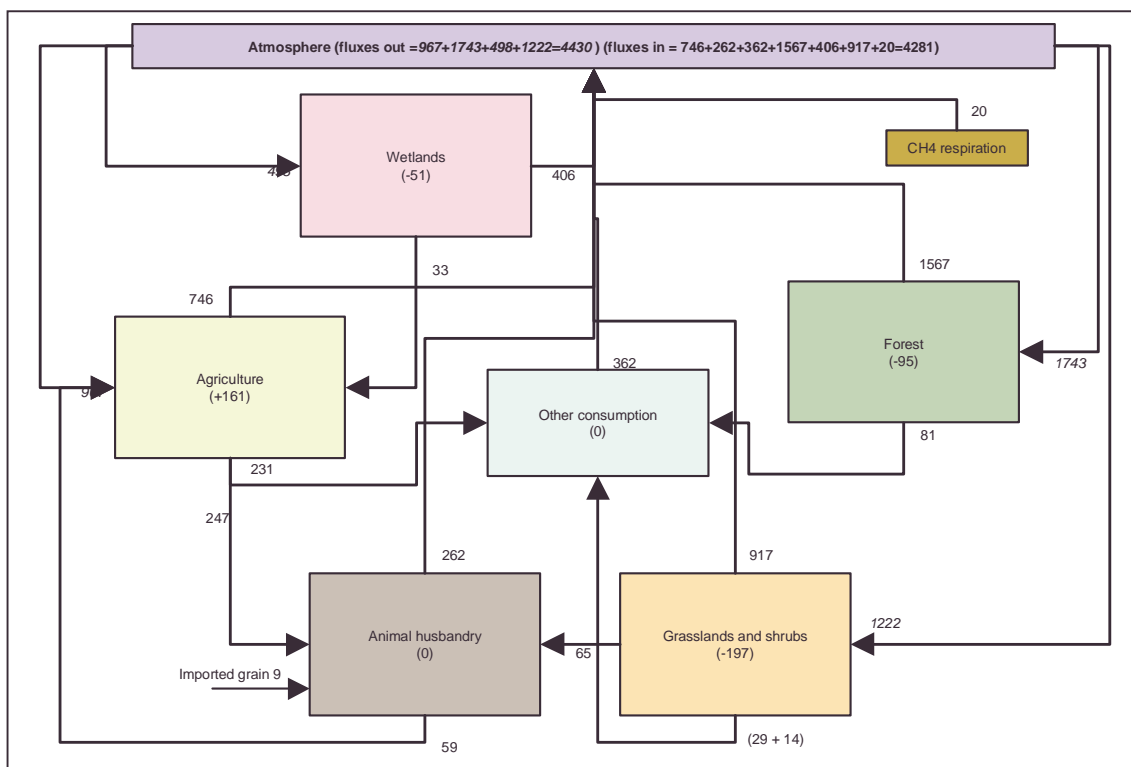 Atmosphere (fluxes out =967+1743+498+1222=4430 ) (fluxes in = 746+262+362+1567+406+917+20=4281)
20
CH4 respiration
Wetlands
(-51)
406
33
1567
746
Forest
(-95)
1743
362
Agriculture
(+161)
Other consumption
(0)
81
231
247
262
917
1222
Animal husbandry
(0)
65
Grasslands and shrubs
(-197)
Imported grain 9
59
(29 + 14)